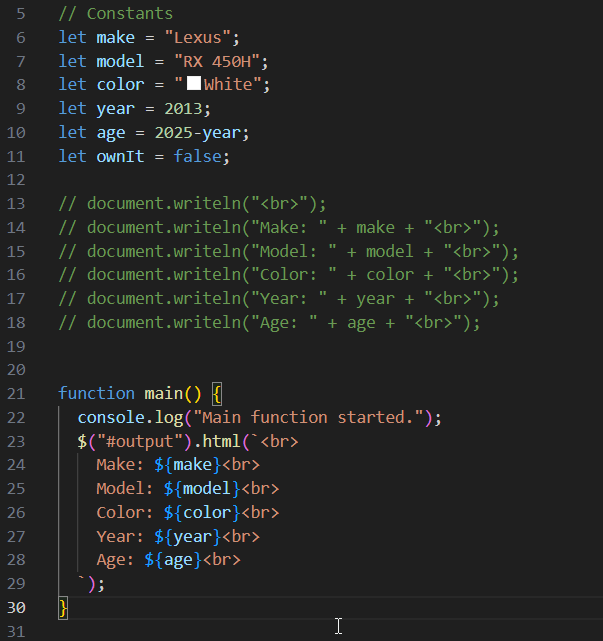 5 // Constants
6 let make = "Lexus";
7 let model = "RX 450H";
8 let color = "White";
9 let year = 2013;
10 let age = 2025-year;
11 let ownIt = false;
12
13 // document.writeln("<br>");
14 // document.writeln("Make: " + make + "<br>");
15 // document.writeln("Model: " + model + "<br>");
16 // document.writeln("Color: " + color + "<br>");
17 // document.writeln("Year: " + year + "<br>");
18 // document.writeln("Age: " + age + "<br>");
19
20
21 function main() {
22   console.log("Main function started.");
23   $("#output").html(`<br>
24     Make: ${make}<br>
25     Model: ${model}<br>
26     Color: ${color}<br>
27     Year: ${year}<br>
28     Age: ${age}<br>
29   `);
30 }
31